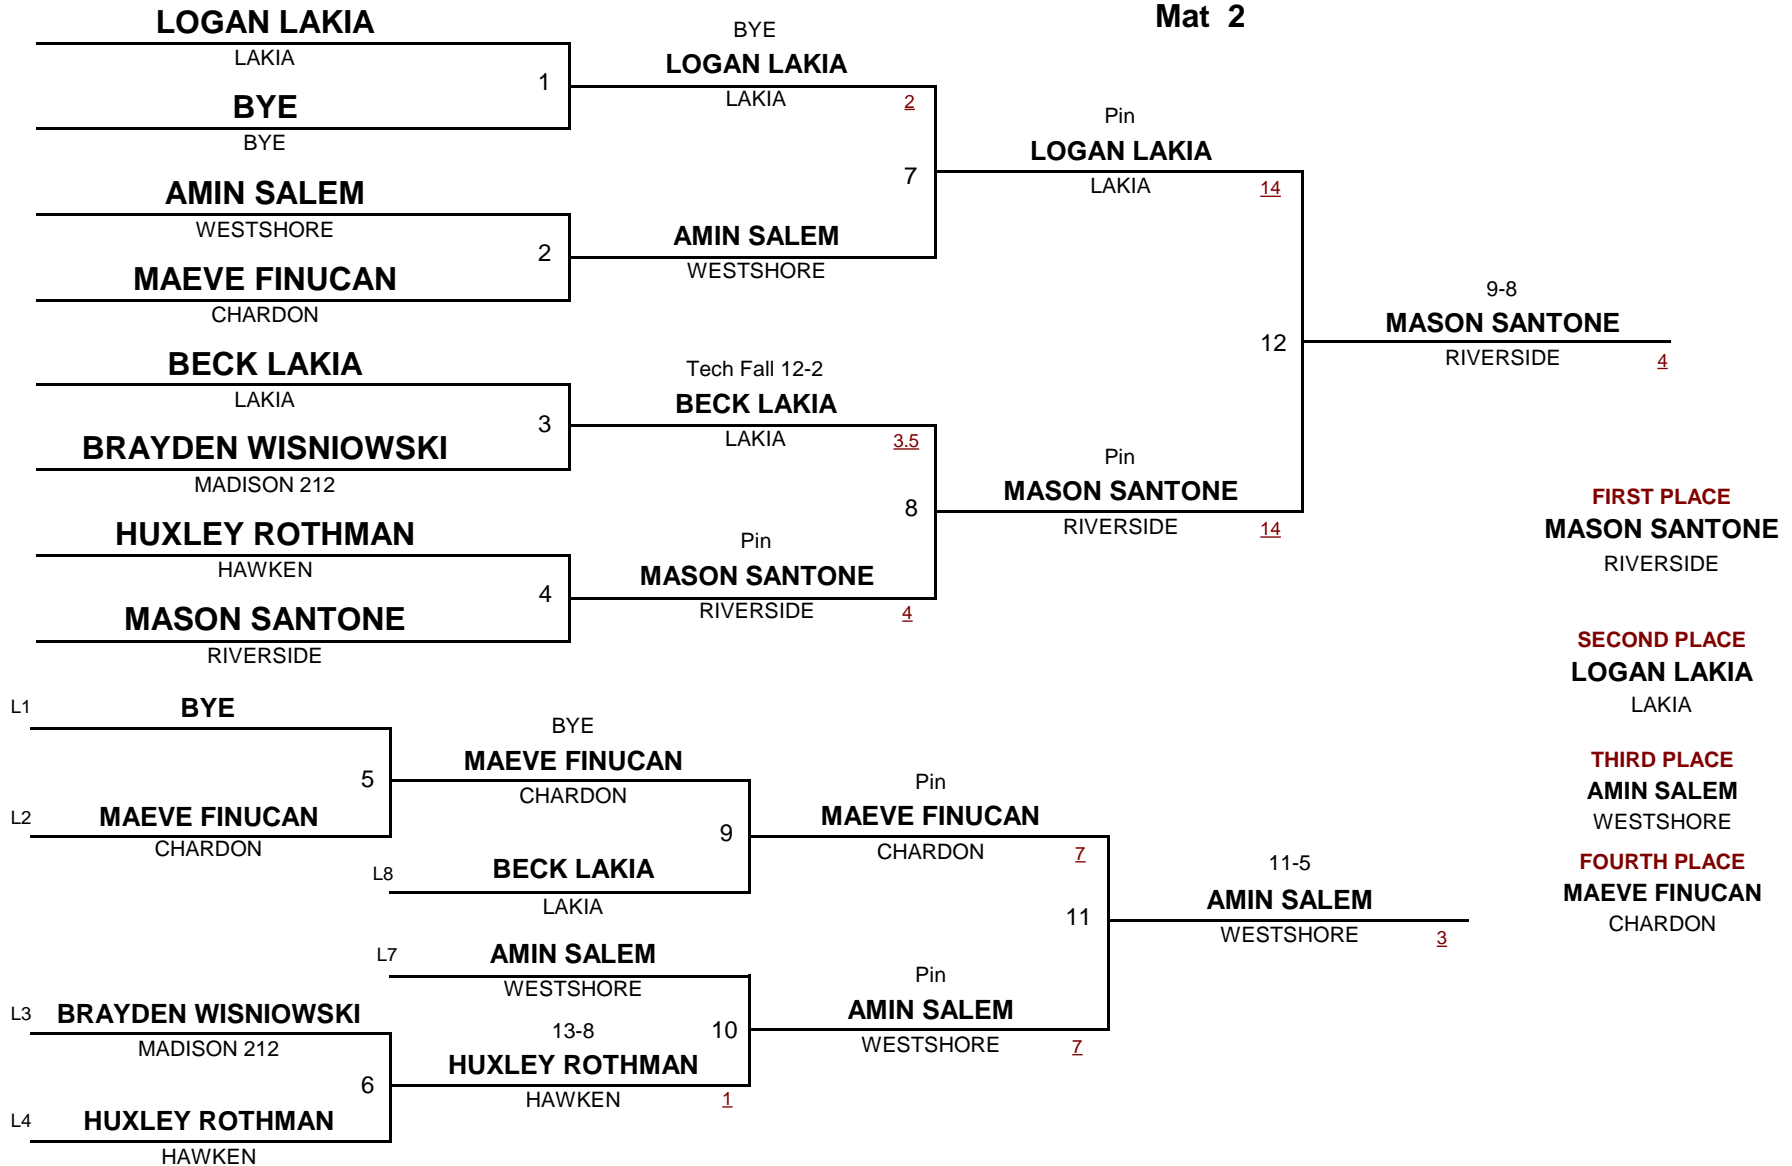 Mat 2
LOGAN LAKIA
LAKIA
1
BYE
BYE
AMIN SALEM
WESTSHORE
2
MAEVE FINUCAN
CHARDON
BECK LAKIA
LAKIA
3
BRAYDEN WISNIOWSKI
MADISON 212
HUXLEY ROTHMAN
HAWKEN
4
MASON SANTONE
RIVERSIDE
BYE
LOGAN LAKIA
LAKIA 2
7
AMIN SALEM
WESTSHORE
Tech Fall 12-2
BECK LAKIA
LAKIA 3.5
8
Pin
MASON SANTONE
RIVERSIDE 4
Pin
LOGAN LAKIA
LAKIA 14
12
Pin
MASON SANTONE
RIVERSIDE 14
9-8
MASON SANTONE
RIVERSIDE 4
FIRST PLACE
MASON SANTONE
RIVERSIDE
SECOND PLACE
LOGAN LAKIA
LAKIA
THIRD PLACE
AMIN SALEM
WESTSHORE
FOURTH PLACE
MAEVE FINUCAN
CHARDON
L1 BYE
5
L2 MAEVE FINUCAN
CHARDON
L3 BRAYDEN WISNIOWSKI
MADISON 212
6
L4 HUXLEY ROTHMAN
HAWKEN
BYE
MAEVE FINUCAN
CHARDON
9
L8 BECK LAKIA
LAKIA
L7 AMIN SALEM
WESTSHORE
13-8 10
HUXLEY ROTHMAN
HAWKEN 1
Pin
MAEVE FINUCAN
CHARDON 7
11
Pin
AMIN SALEM
WESTSHORE 7
11-5
AMIN SALEM
WESTSHORE 3